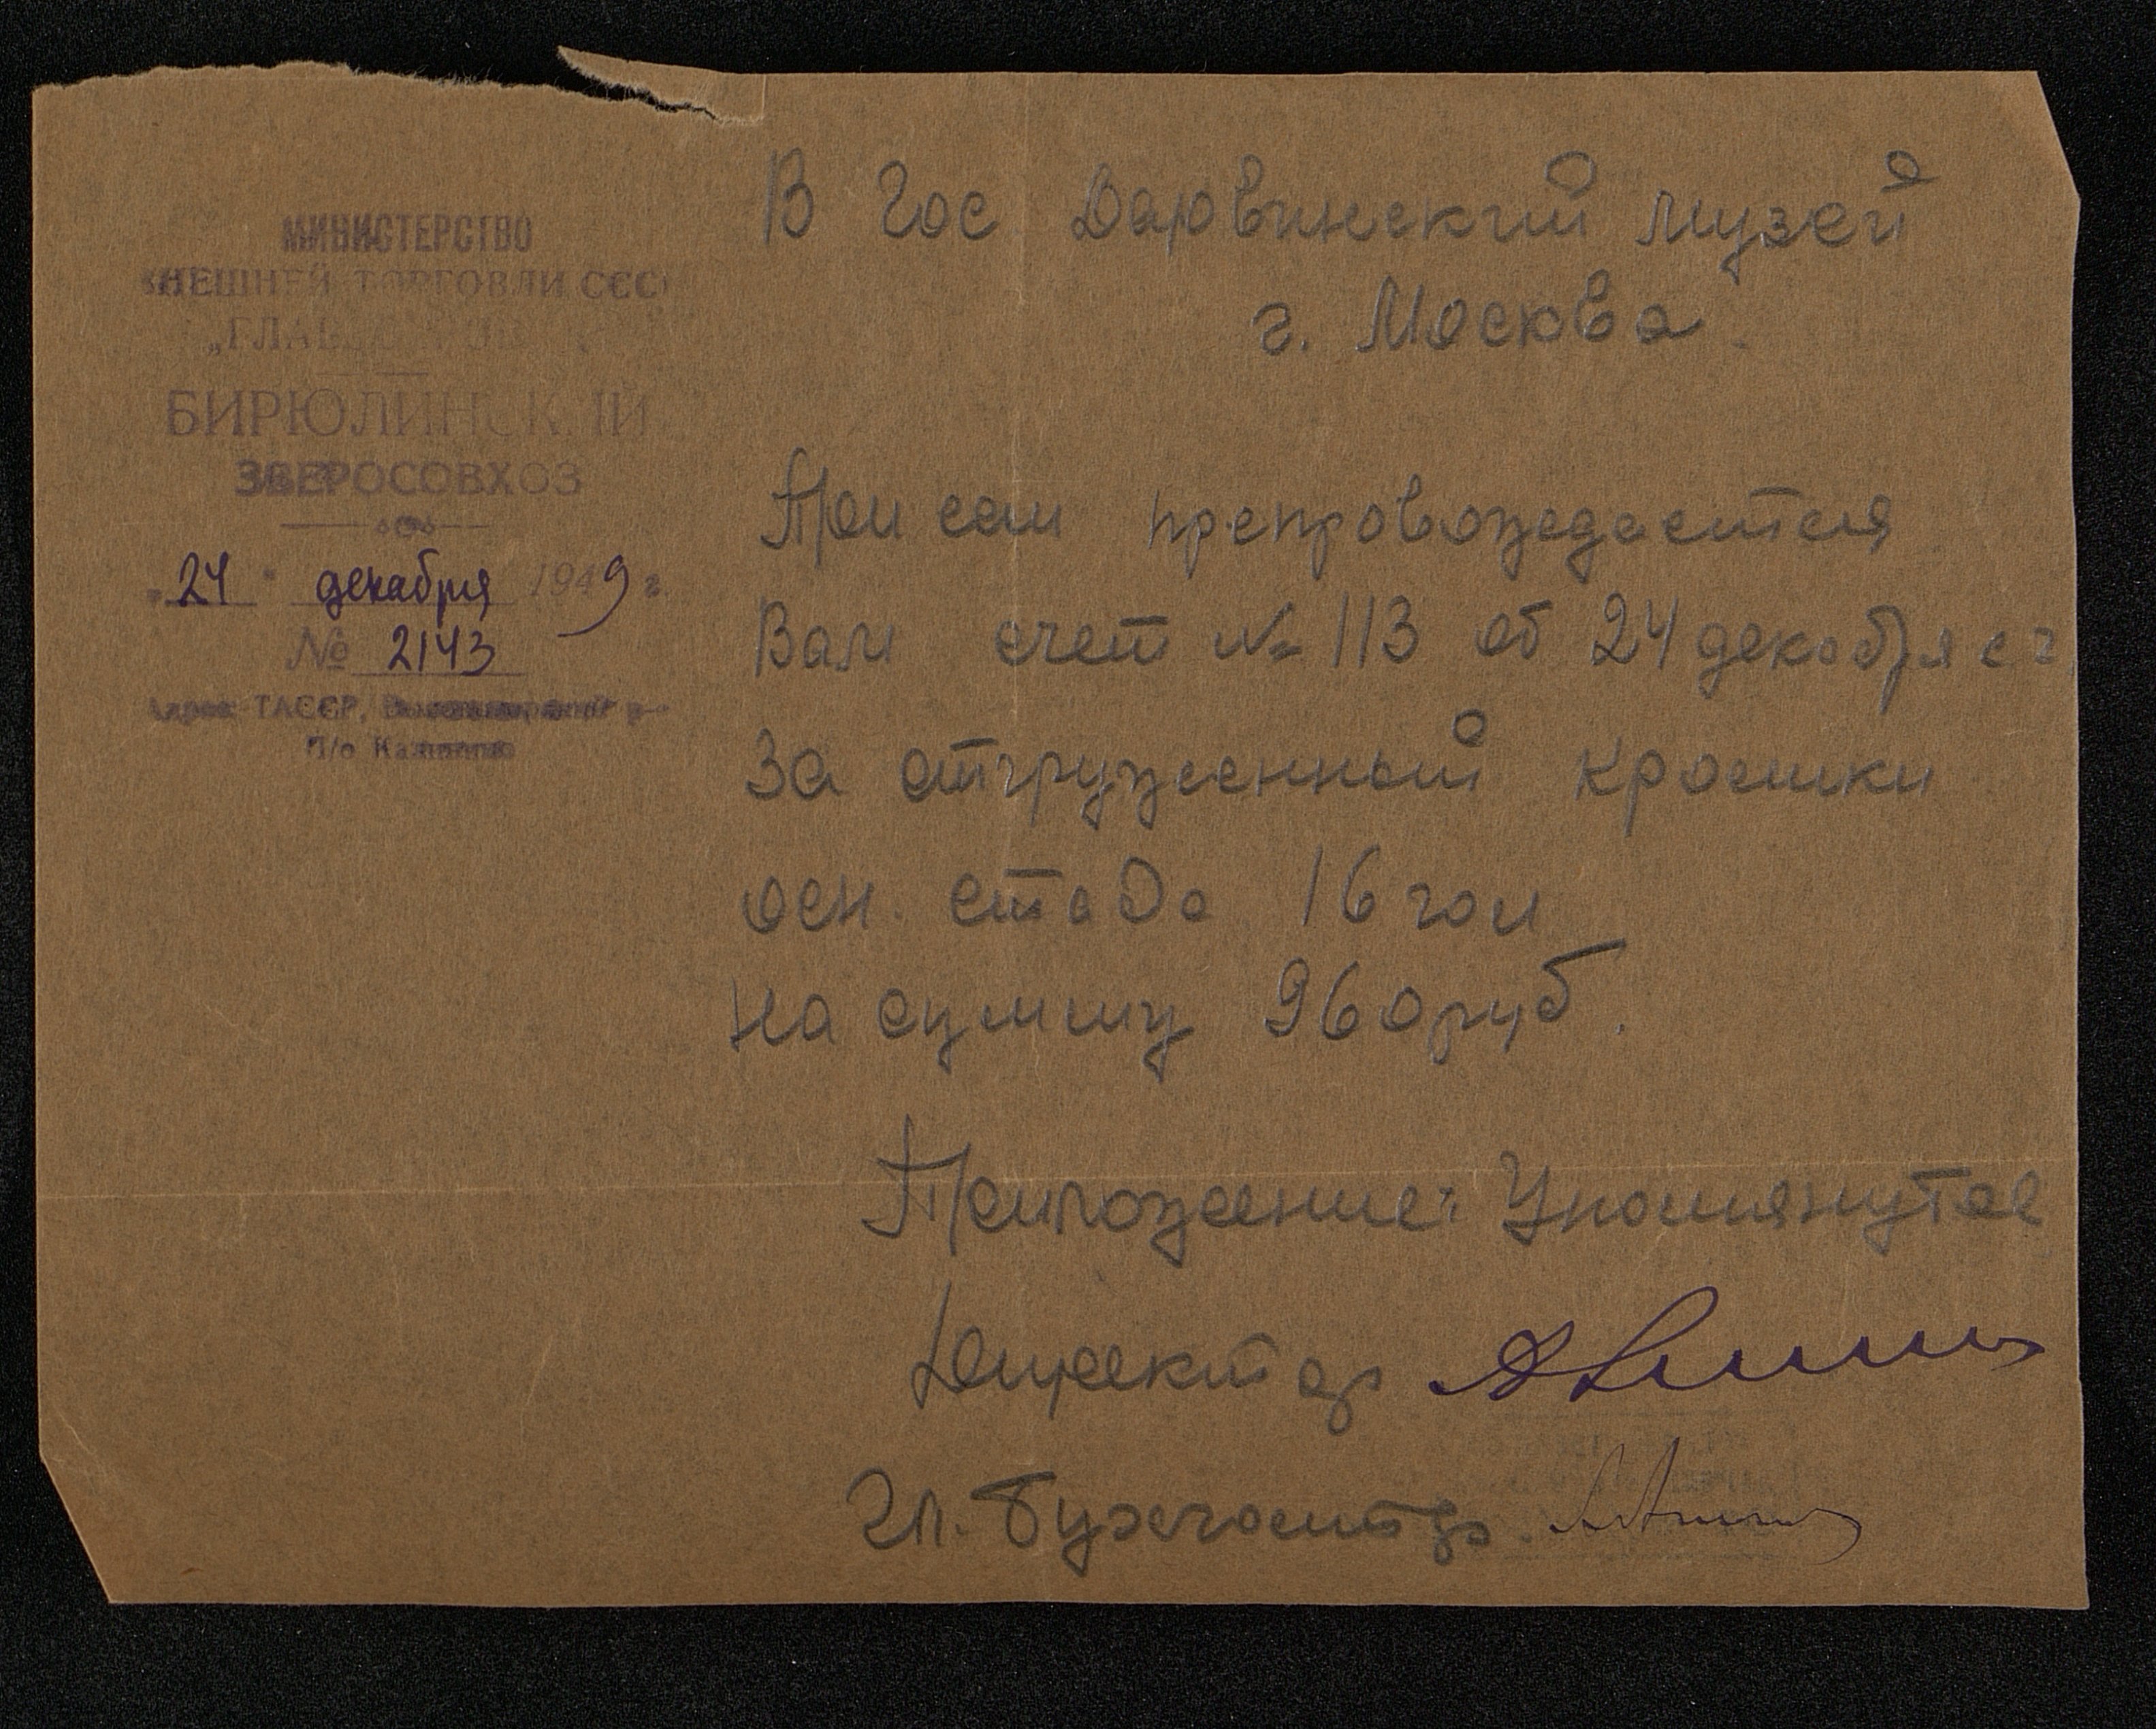 МИНИСТЕРСТВО
ВНЕШНЕЙ ТОРГОВЛИ СССР
БИРЮЛИНСКИЙ
ЗВЕРОСОВХОЗ
"24" декабря 1949 г.
№ 2143
Адрес: ТАССР,
П/о
В Гос Дарвинский музей
г. Москва.
При сем препровождается
Вам счет № 113 об 24 декабря с г.
За отгруженный кролики
осн. стада 16 гол
на сумму 960 руб.
Приложение: Упомянутое
Директор
Гл. Бухгалтер.